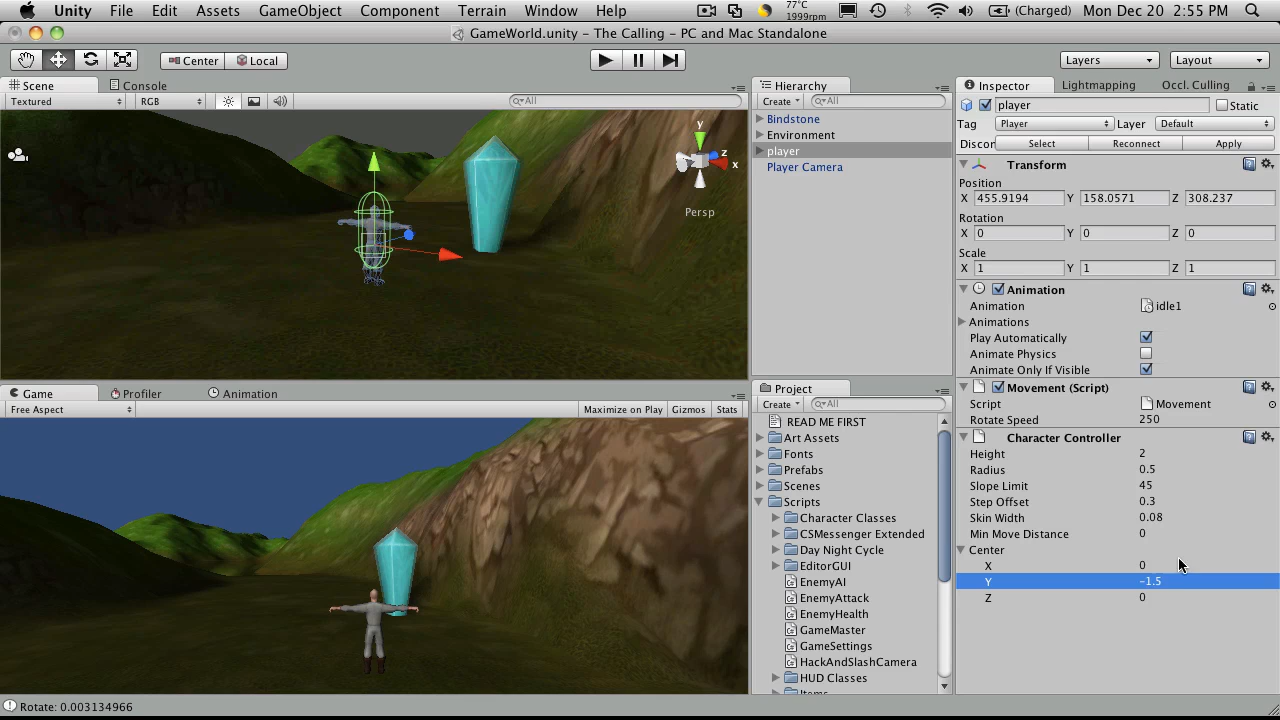 Unity File Edit Assets GameObject Component Terrain Window Help 77°C 1999rpm (Charged) Mon Dec 20 2:55 PM
GameWorld.unity – The Calling – PC and Mac Standalone
Center Local Layers Layout
Scene Console
Textured RGB All
y z x
Persp
Game Profiler Animation
Free Aspect Maximize on Play Gizmos Stats
Hierarchy
Create All
Bindstone
Environment
player
Player Camera
Project
Create All
READ ME FIRST
Art Assets
Fonts
Prefabs
Scenes
Scripts
Character Classes
CSMessenger Extended
Day Night Cycle
EditorGUI
EnemyAI
EnemyAttack
EnemyHealth
GameMaster
GameSettings
HackAndSlashCamera
HUD Classes
Items
Inspector Lightmapping Occl. Culling
player Static
Tag Player Layer Default
Discor Select Reconnect Apply
Transform
Position
X 455.9194 Y 158.0571 Z 308.237
Rotation
X 0 Y 0 Z 0
Scale
X 1 Y 1 Z 1
Animation
Animation idle1
Animations
Play Automatically
Animate Physics
Animate Only If Visible
Movement (Script)
Script Movement
Rotate Speed 250
Character Controller
Height 2
Radius 0.5
Slope Limit 45
Step Offset 0.3
Skin Width 0.08
Min Move Distance 0
Center
X 0
Y -1.5
Z 0
Rotate: 0.003134966